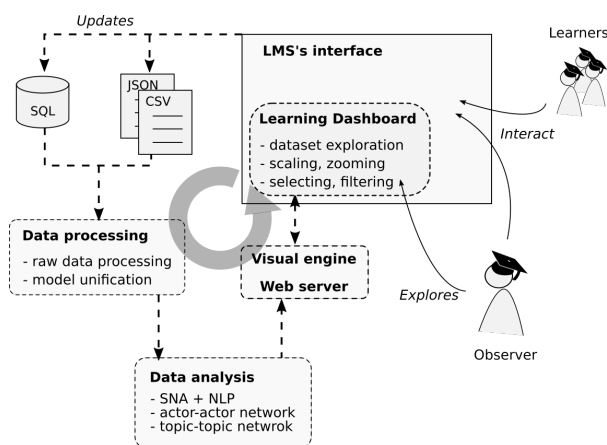 Updates
LMS's interface
Learners
SQL
JSON
CSV
Learning Dashboard
- dataset exploration
- scaling, zooming
- selecting, filtering
Interact
Data processing
- raw data processing
- model unification
Visual engine
Web server
Explores
Observer
Data analysis
- SNA + NLP
- actor-actor network
- topic-topic netwrok